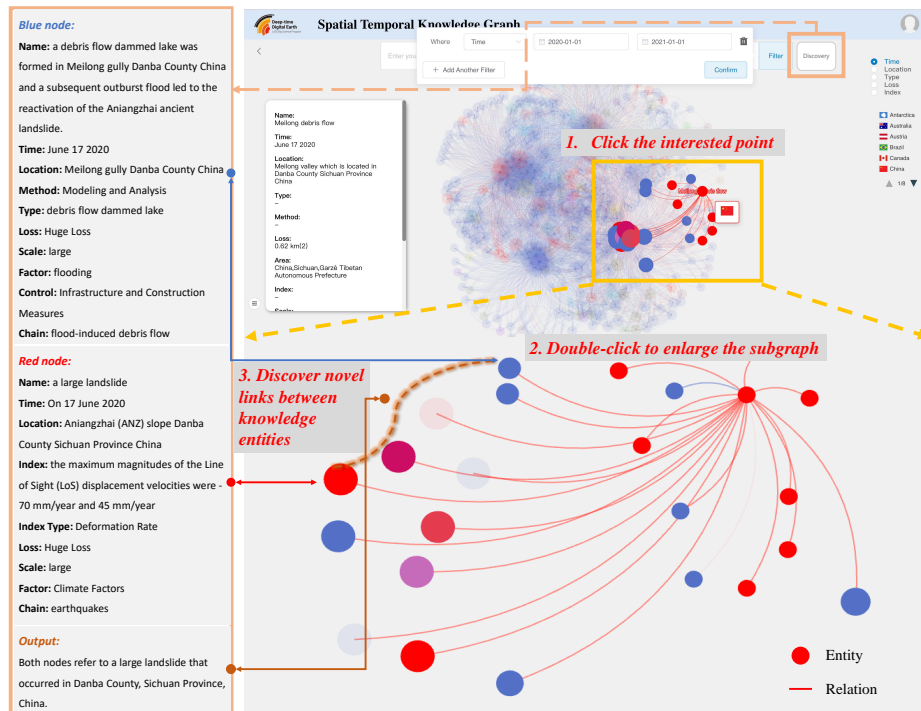 Blue node:
Name: a debris flow dammed lake was
formed in Meilong gully Danba County China
and a subsequent outburst flood led to the
reactivation of the Aniangzhai ancient
landslide.
Time: June 17 2020
Location: Meilong gully Danba County China
Method: Modeling and Analysis
Type: debris flow dammed lake
Loss: Huge Loss
Scale: large
Factor: flooding
Control: Infrastructure and Construction
Measures
Chain: flood-induced debris flow
Red node:
Name: a large landslide
Time: On 17 June 2020
Location: Aniangzhai (ANZ) slope Danba
County Sichuan Province China
Index: the maximum magnitudes of the Line
of Sight (LoS) displacement velocities were -
70 mm/year and 45 mm/year
Index Type: Deformation Rate
Loss: Huge Loss
Scale: large
Factor: Climate Factors
Chain: earthquakes
Output:
Both nodes refer to a large landslide that
occurred in Danba County, Sichuan Province,
China.
Deep-time
Digital Earth
Spatial Temporal Knowledge Graph
Where Time 2020-01-01 2021-01-01
+ Add Another Filter Confirm
Enter you
Filter Discovery
Time
Location
Type
Loss
Index
Antarctica
Australia
Austria
Brazil
Canada
China
1/8
Name:
Meilong debris flow
Time:
June 17 2020
Location:
Meilong valley which is located in
Danba County Sichuan Province
China
Type:
–
Method:
–
Loss:
0.62 km(2)
Area:
China,Sichuan,Garzê Tibetan
Autonomous Prefecture
Index:
–
1. Click the interested point
Meilong debris flow
2. Double-click to enlarge the subgraph
3. Discover novel
links between
knowledge
entities
Entity
Relation